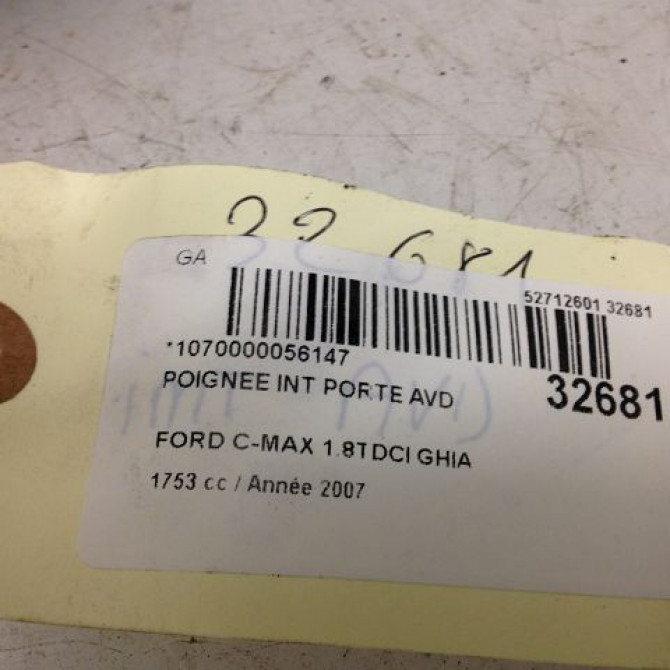 32 681
GA
52712601 32681
*1070000056147
POIGNEE INT PORTE AVD
32681
FORD C-MAX 1.8TDCI GHIA
1753 cc / Année 2007